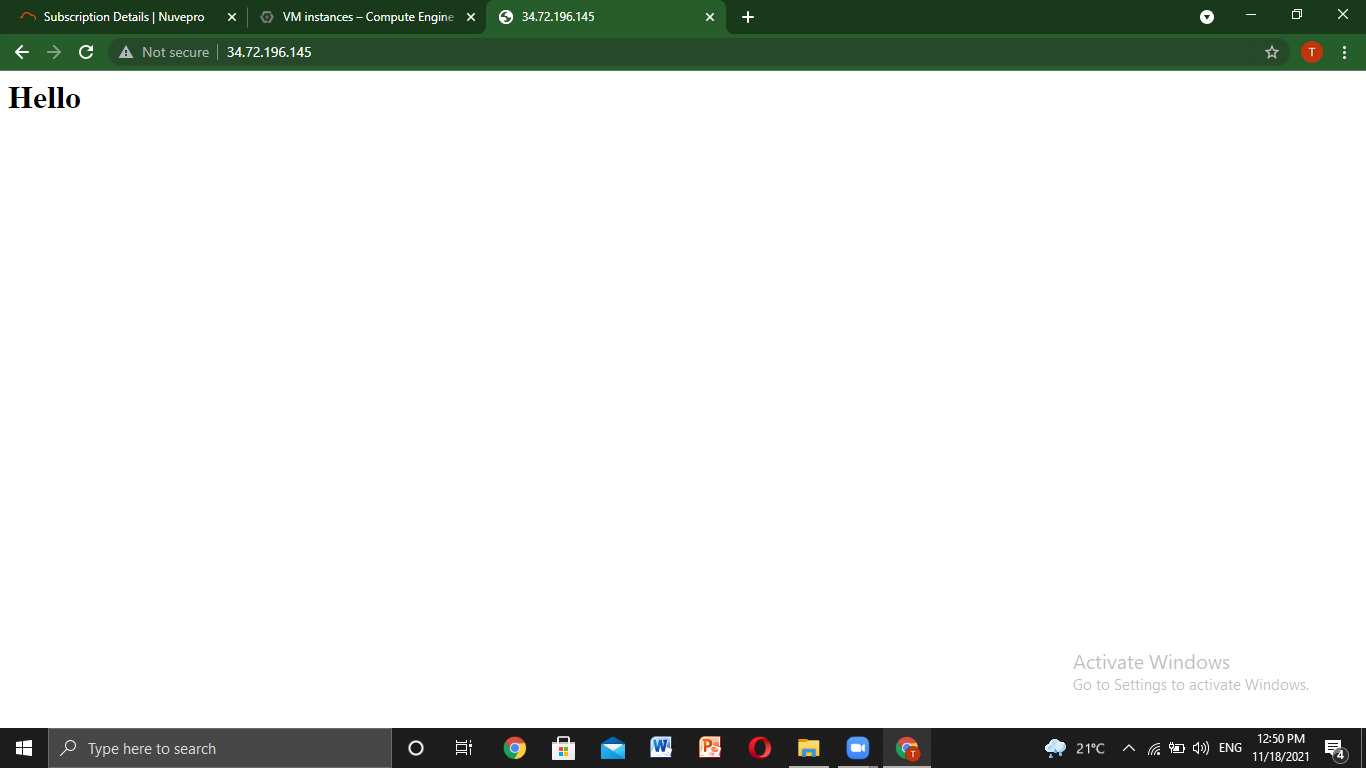 Subscription Details | Nuvepro
VM instances – Compute Engine
34.72.196.145
Not secure
34.72.196.145
T
Hello
Activate Windows
Go to Settings to activate Windows.
Type here to search
T
21°C
ENG
12:50 PM
11/18/2021
4